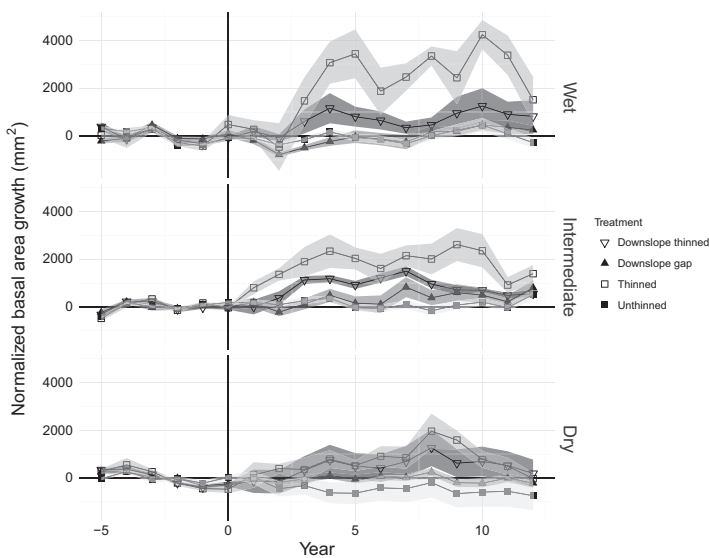 4000
2000
0
Wet
4000
2000
0
Intermediate
4000
2000
0
Dry
−5
0
5
10
Year
Normalized basal area growth (mm²)
Treatment
Downslope thinned
Downslope gap
Thinned
Unthinned